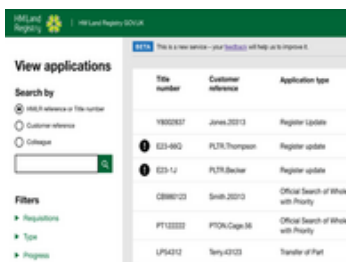 HM Land
Registry
HM Land Registry GOV.UK
BETA This is a new service – your feedback will help us to improve it.
View applications
Search by
HMLR reference or Title number
Customer reference
Colleague
Filters
Requisitions
Type
Progress
Title number Customer reference Application type
Y8002937 Jones.20313 Register Update
E23-66Q PLTR.Thompson Register update
E23-1J PLTR.Becker Register update
CB980123 Smith.20313 Official Search of Whole with Priority
PT123333 PTON.Cage.56 Official Search of Whole with Priority
LP54312 Terry.43123 Transfer of Part